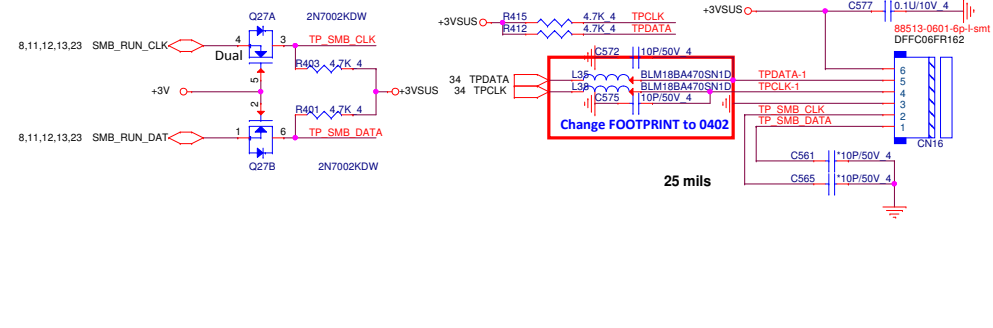 Q27A 2N7002KDW
8,11,12,13,23 SMB_RUN_CLK 4 3 TP_SMB_CLK
Dual
R403 4.7K_4
5
+3V +3VSUS
2
R401 4.7K_4
8,11,12,13,23 SMB_RUN_DAT 1 6 TP_SMB_DATA
Q27B 2N7002KDW
+3VSUS R415 4.7K_4 TPCLK
R412 4.7K_4 TPDATA
C572 10P/50V_4
34 TPDATA L35 BLM18BA470SN1D TPDATA-1
34 TPCLK L38 BLM18BA470SN1D TPCLK-1
C575 10P/50V_4
Change FOOTPRINT to 0402
25 mils
+3VSUS C577 0.1U/10V_4
88513-0601-6p-l-smt
DFFC06FR162
6
5
4
3
TP_SMB_CLK 2
TP_SMB_DATA 1
CN16
C561 *10P/50V_4
C565 *10P/50V_4